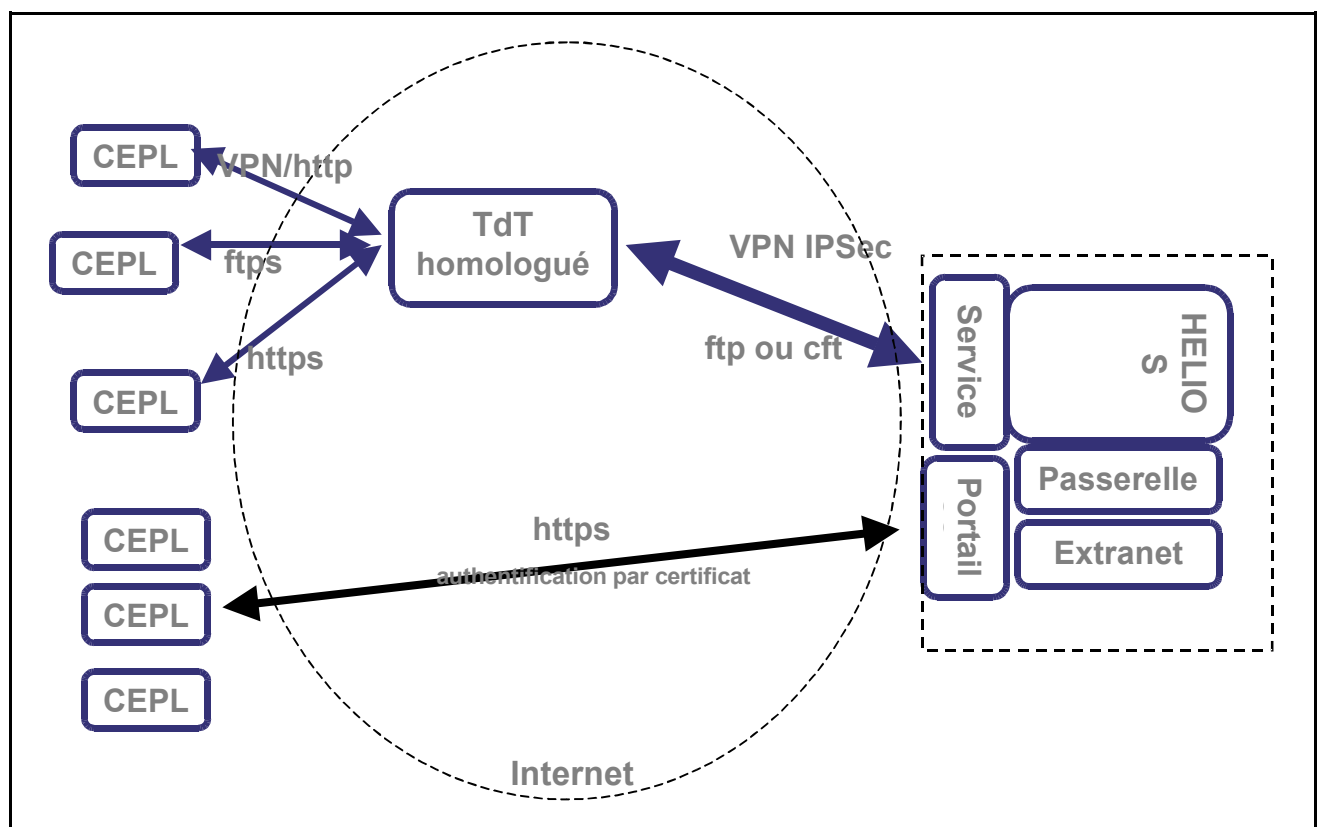 CEPL
VPN/http
CEPL
ftps
CEPL
https
TdT
homologué
VPN IPSec
ftp ou cft
Service
HELIO
S
Portail
Passerelle
Extranet
CEPL
CEPL
CEPL
https
authentification par certificat
Internet